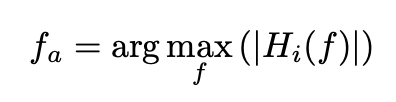 f_a = arg max_f (|H_i(f)|)